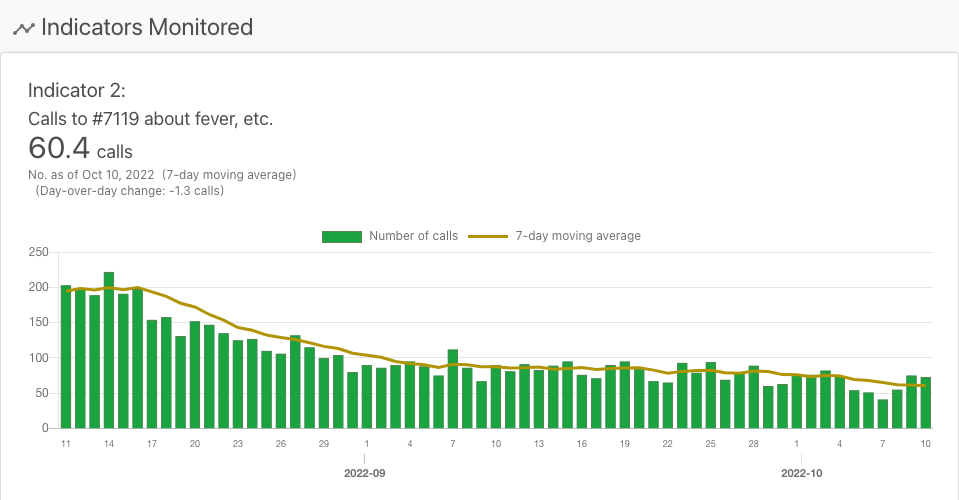 Indicators Monitored
Indicator 2:
Calls to #7119 about fever, etc.
60.4 calls
No. as of Oct 10, 2022 (7-day moving average)
(Day-over-day change: -1.3 calls)
Number of calls 7-day moving average
250
200
150
100
50
0
11 14 17 20 23 26 29 1 4 7 10 13 16 19 22 25 28 1 4 7 10
2022-09 2022-10